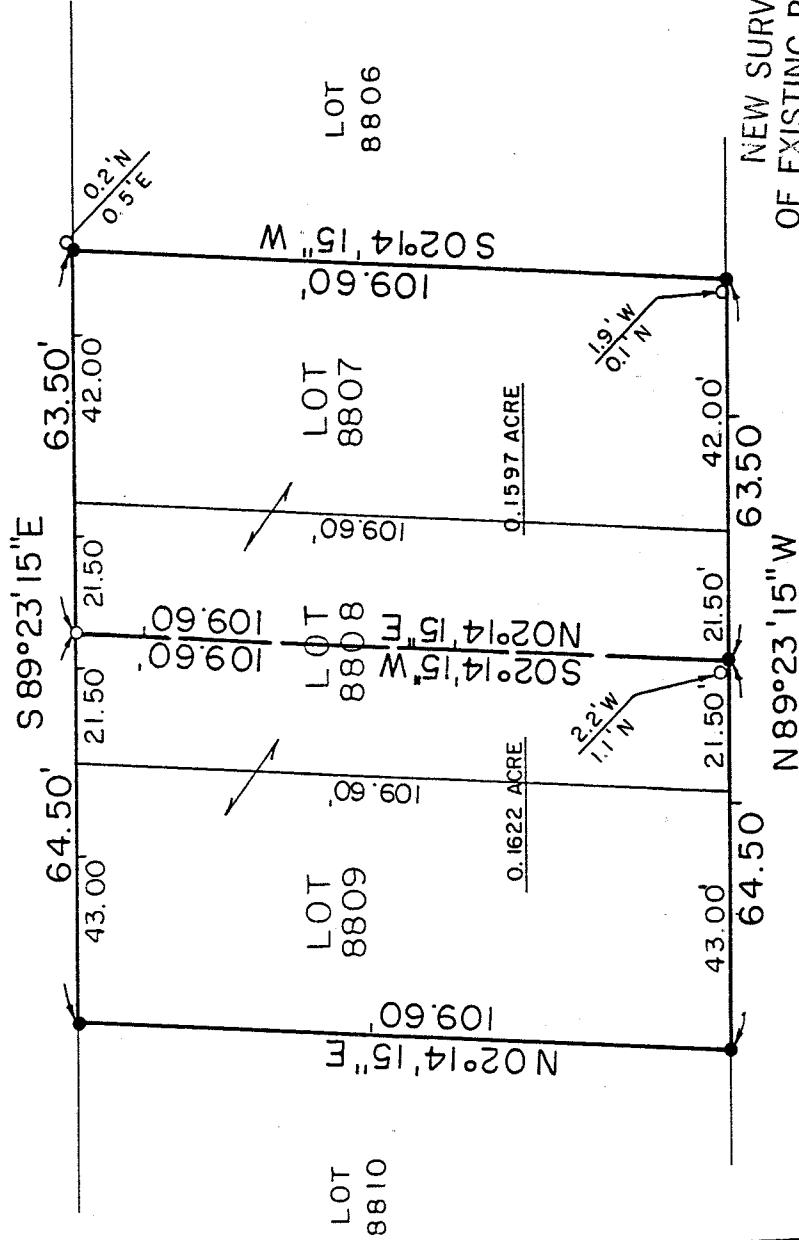 S 89°23'15"E
64.50'
63.50'
43.00
21.50
21.50
42.00
0.2'N
0.5'E
LOT
8810
N02°14'15"E
109.60'
LOT
8809
109.60'
0.1622 ACRE
LOT
8808
109.60'
109.60'
S02°14'15"W
N02°14'15"E
109.60'
LOT
8807
0.1597 ACRE
109.60'
S02°14'15"W
LOT
8806
2.2'W
1.1'N
1.9'W
0.1'N
43.00'
21.50'
21.50'
42.00'
64.50
63.50
N89°23'15"W
NEW SURV
OF EXISTING